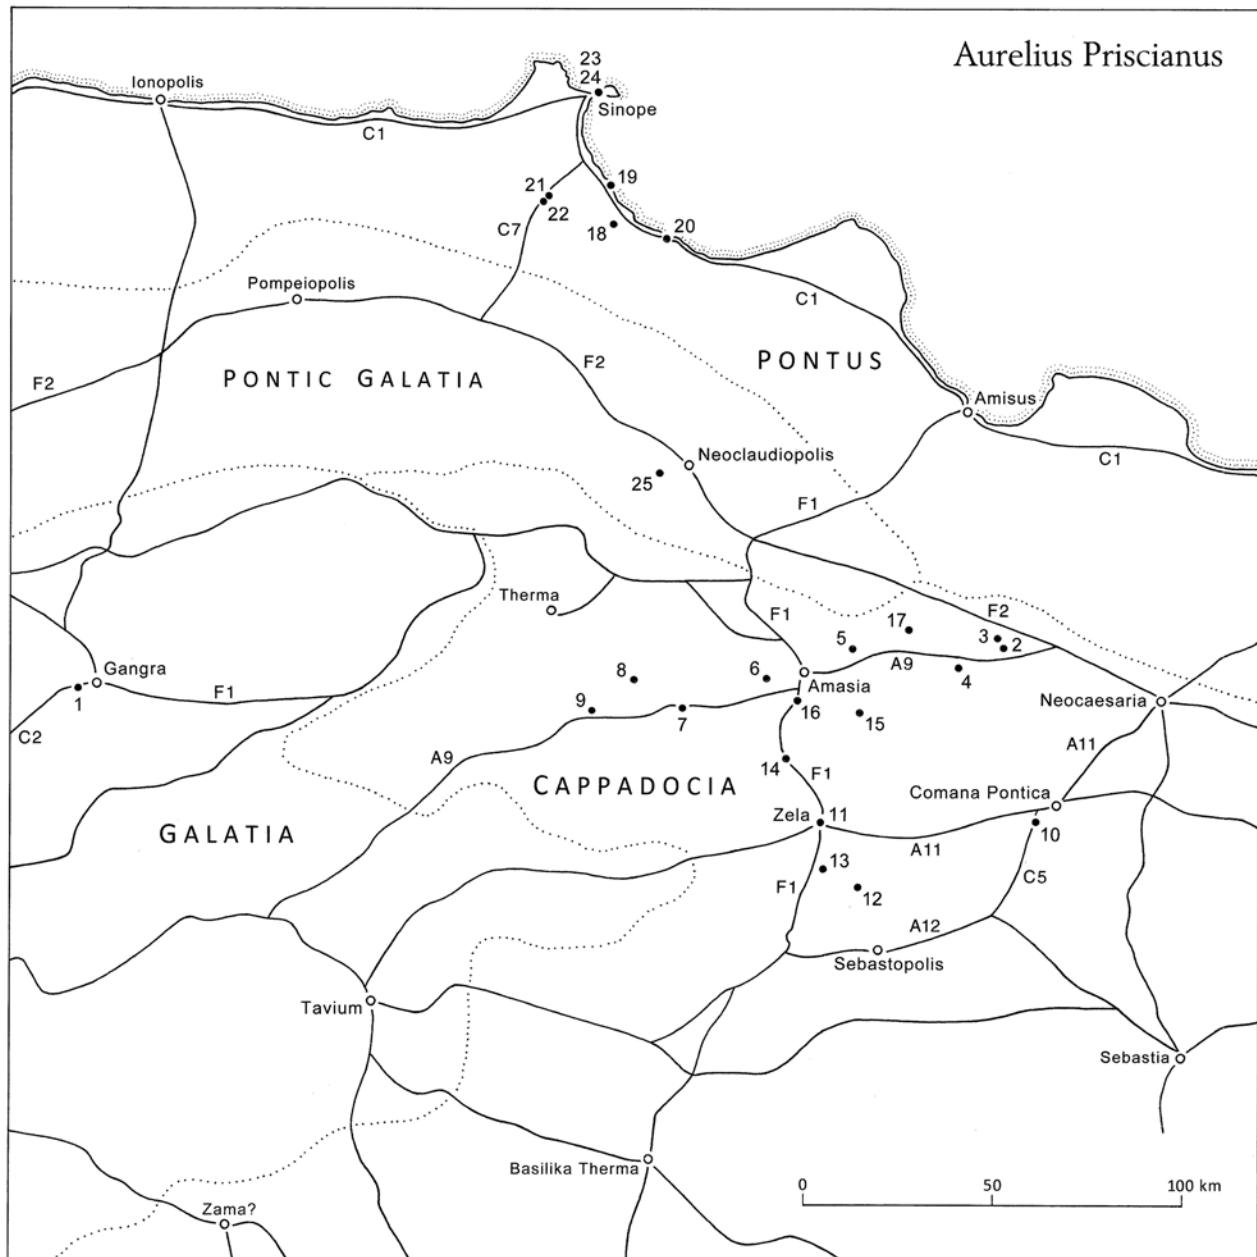 Aurelius Priscianus
23
24
Ionopolis
Sinope
C1
19
21
22
20
18
C7
Pompeiopolis
C1
PONTUS
F2
F2
PONTIC GALATIA
Amisus
Neoclaudiopolis
C1
25
F1
Therma
F1
F2
17
3
2
5
A9
4
Gangra
8
6
Amasia
1
F1
9
7
16
15
Neocaesaria
C2
A9
A11
14
F1
CAPPADOCIA
Comana Pontica
Zela
11
GALATIA
10
A11
13
F1
C5
12
A12
Sebastopolis
Tavium
Sebastia
Basilika Therma
0
50
100 km
Zama?